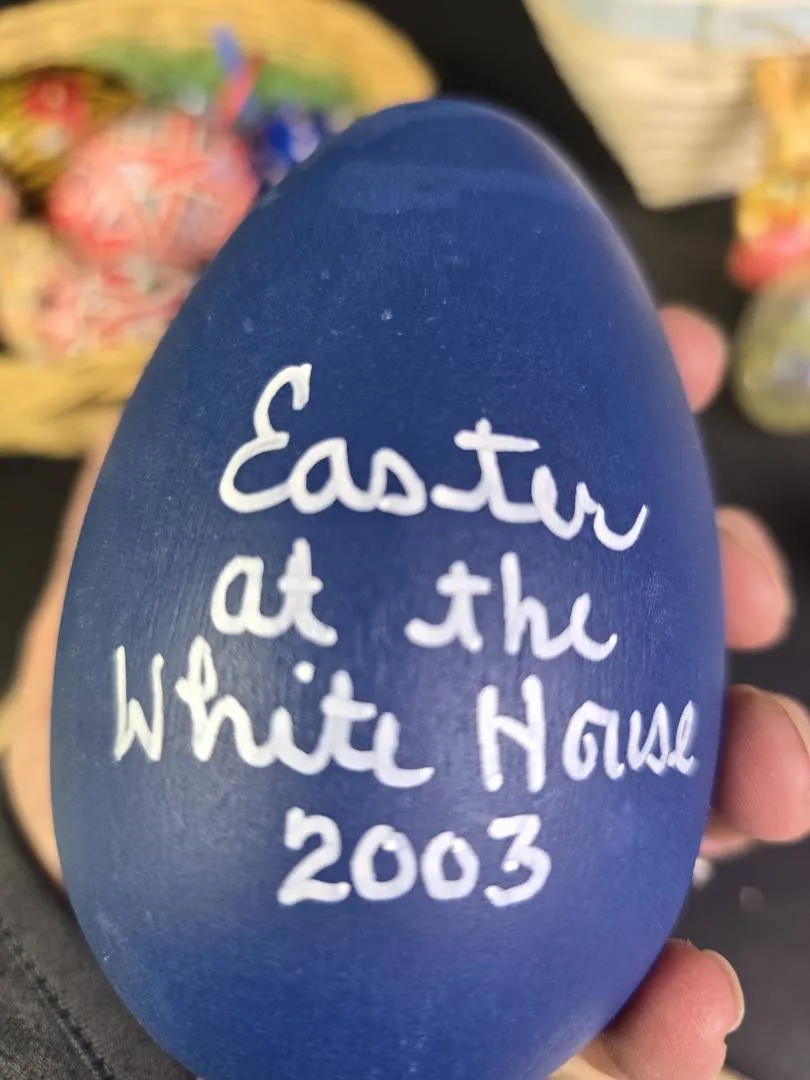 Easter
at the
White House
2003